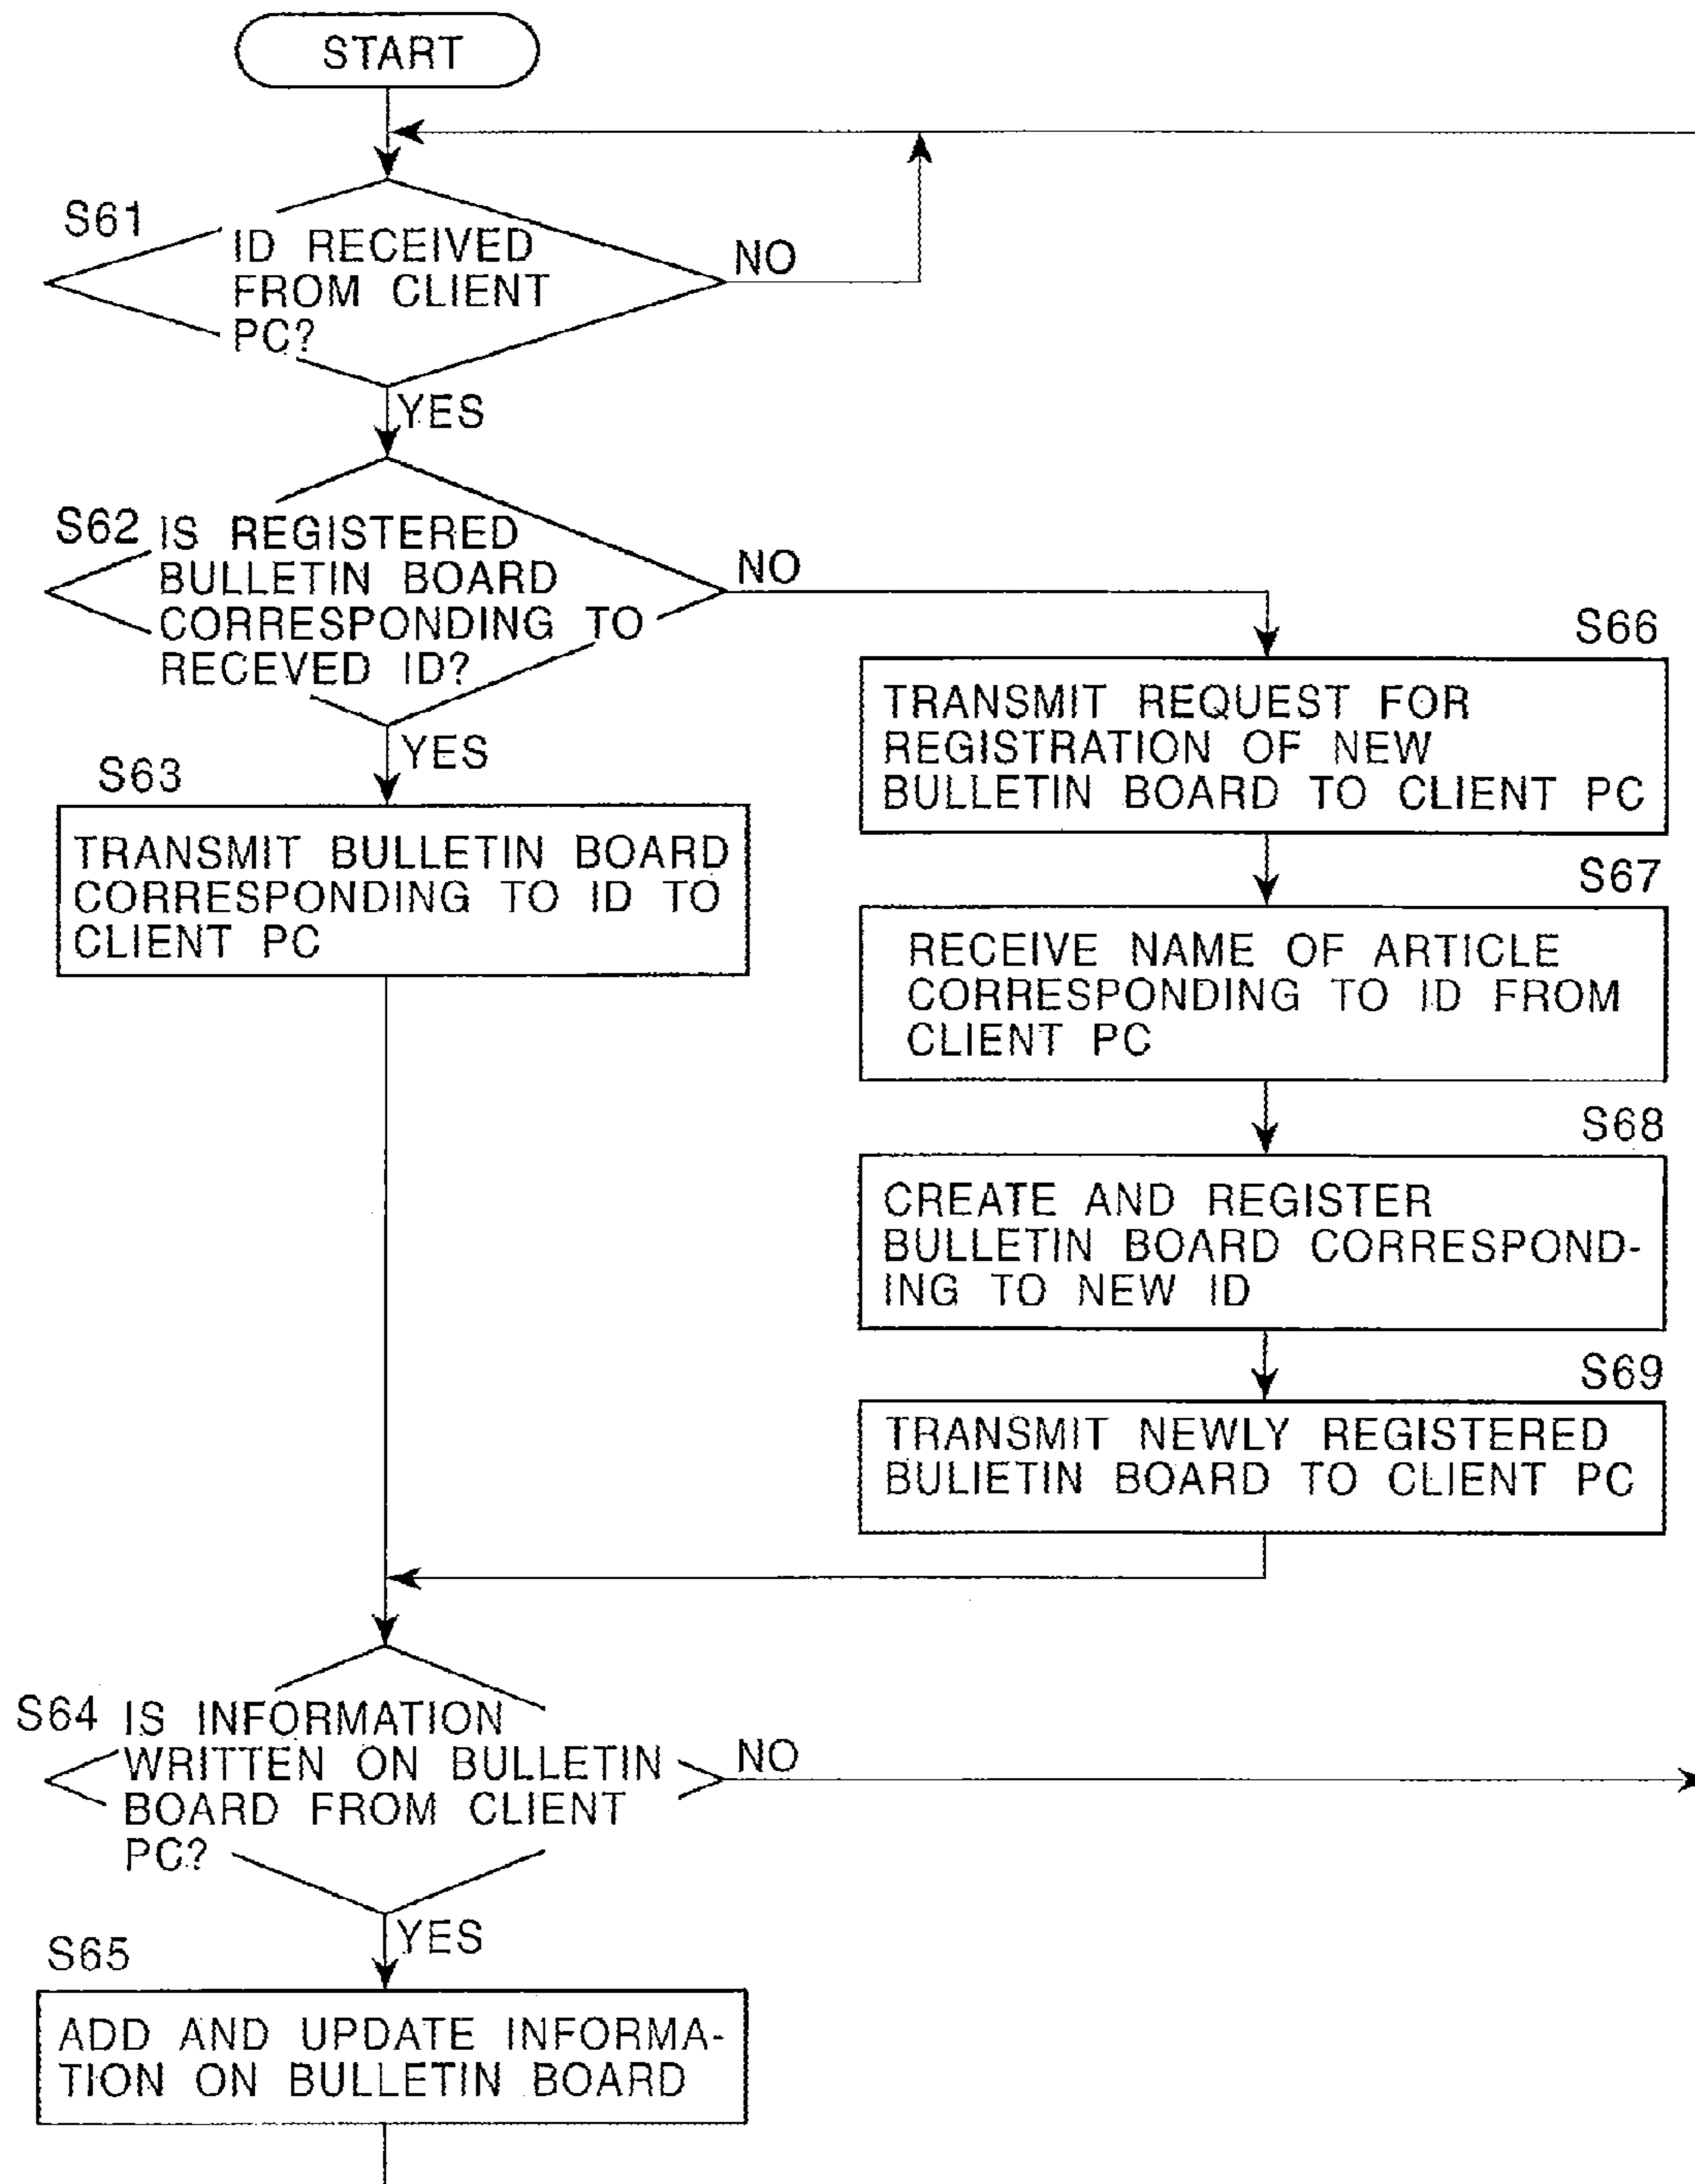 START
S61
ID RECEIVED
FROM CLIENT
PC?
NO
YES
S62
IS REGISTERED
BULLETIN BOARD
CORRESPONDING TO
RECEVED ID?
NO
YES
S63
TRANSMIT BULLETIN BOARD
CORRESPONDING TO ID TO
CLIENT PC
S66
TRANSMIT REQUEST FOR
REGISTRATION OF NEW
BULLETIN BOARD TO CLIENT PC
S67
RECEIVE NAME OF ARTICLE
CORRESPONDING TO ID FROM
CLIENT PC
S68
CREATE AND REGISTER
BULLETIN BOARD CORRESPOND-
ING TO NEW ID
S69
TRANSMIT NEWLY REGISTERED
BULIETIN BOARD TO CLIENT PC
S64
IS INFORMATION
WRITTEN ON BULLETIN
BOARD FROM CLIENT
PC?
NO
YES
S65
ADD AND UPDATE INFORMA-
TION ON BULLETIN BOARD